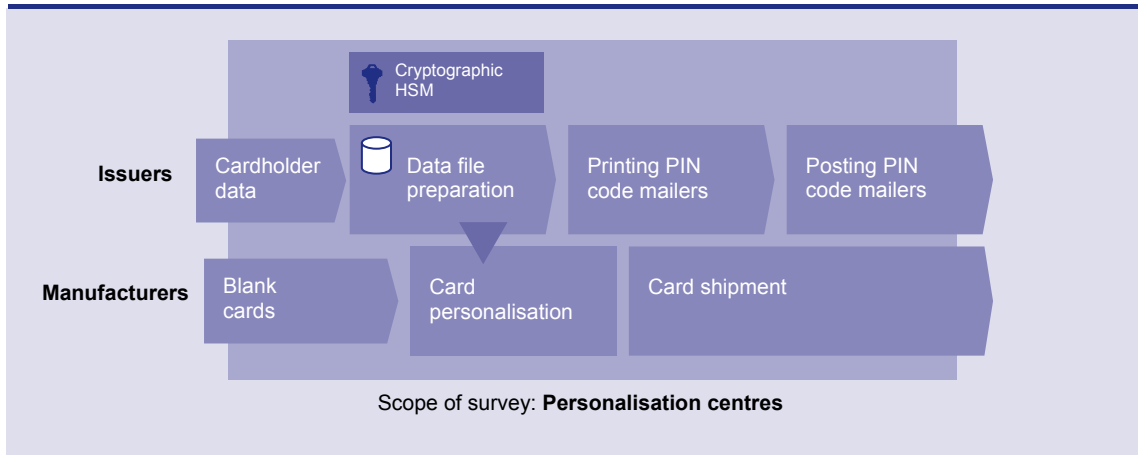 Cryptographic
HSM
Issuers
Cardholder
data
Data file
preparation
Printing PIN
code mailers
Posting PIN
code mailers
Manufacturers
Blank
cards
Card
personalisation
Card shipment
Scope of survey: Personalisation centres